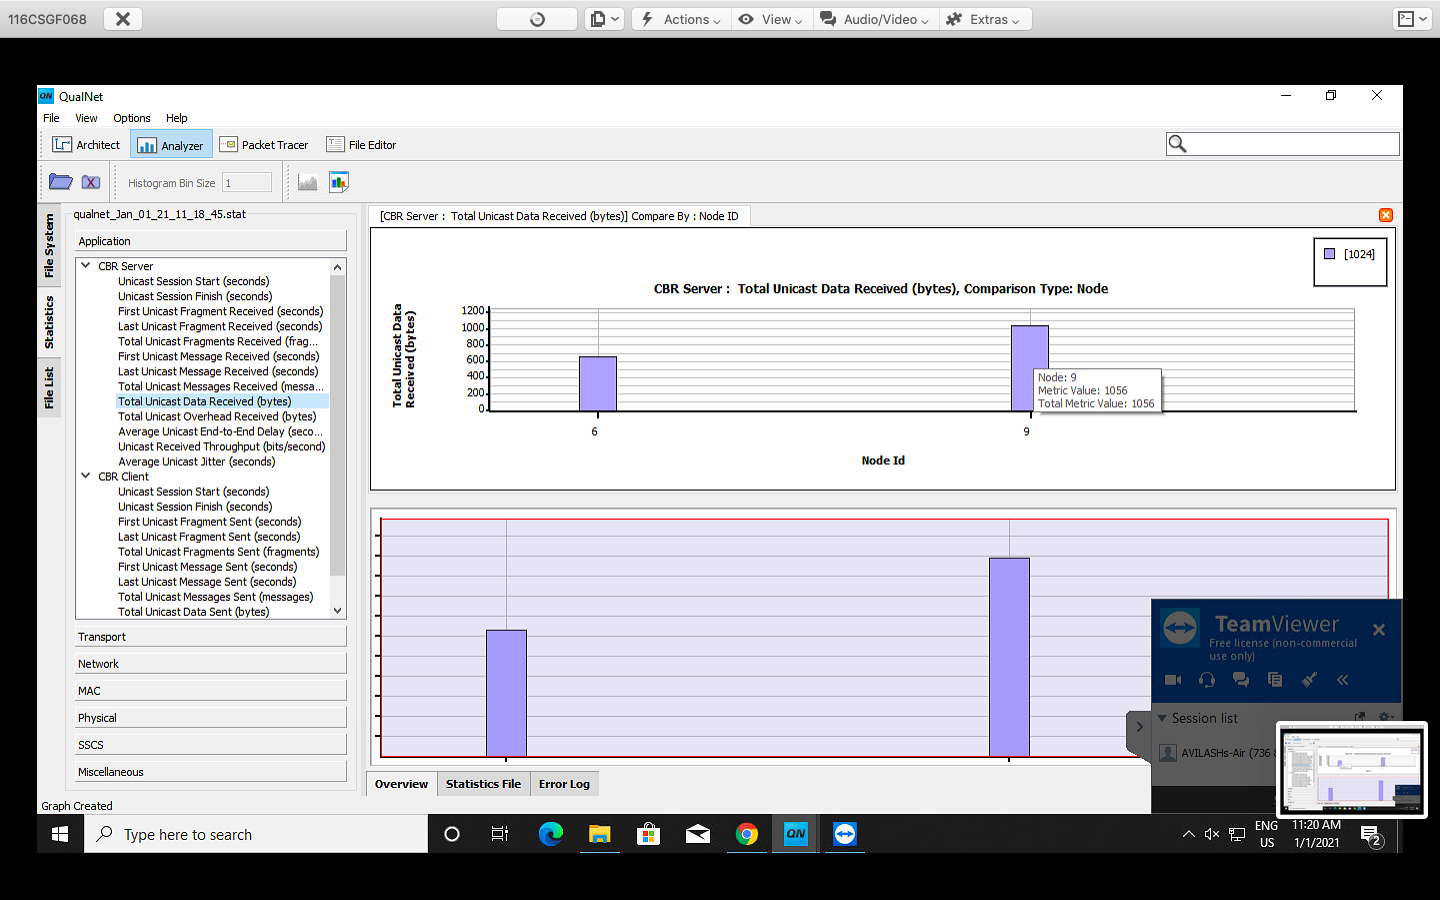 116CSGF068
Actions
View
Audio/Video
Extras
QN
QualNet
File View Options Help
Architect Analyzer Packet Tracer File Editor
Histogram Bin Size 1
File System
Statistics
File List
qualnet_Jan_01_21_11_18_45.stat
Application
CBR Server
Unicast Session Start (seconds)
Unicast Session Finish (seconds)
First Unicast Fragment Received (seconds)
Last Unicast Fragment Received (seconds)
Total Unicast Fragments Received (frag...
First Unicast Message Received (seconds)
Last Unicast Message Received (seconds)
Total Unicast Messages Received (messa...
Total Unicast Data Received (bytes)
Total Unicast Overhead Received (bytes)
Average Unicast End-to-End Delay (seco...
Unicast Received Throughput (bits/second)
Average Unicast Jitter (seconds)
CBR Client
Unicast Session Start (seconds)
Unicast Session Finish (seconds)
First Unicast Fragment Sent (seconds)
Last Unicast Fragment Sent (seconds)
Total Unicast Fragments Sent (fragments)
First Unicast Message Sent (seconds)
Last Unicast Message Sent (seconds)
Total Unicast Messages Sent (messages)
Total Unicast Data Sent (bytes)
Transport
Network
MAC
Physical
SSCS
Miscellaneous
Graph Created
[CBR Server : Total Unicast Data Received (bytes)] Compare By : Node ID
[1024]
CBR Server : Total Unicast Data Received (bytes), Comparison Type: Node
Total Unicast Data
Received (bytes)
1200
1000
800
600
400
200
0
6
9
Node Id
Node: 9
Metric Value: 1056
Total Metric Value: 1056
Overview Statistics File Error Log
TeamViewer
Free license (non-commercial
use only)
Session list
AVILASHs-Air (736
Type here to search
QN
ENG
US
11:20 AM
1/1/2021
2